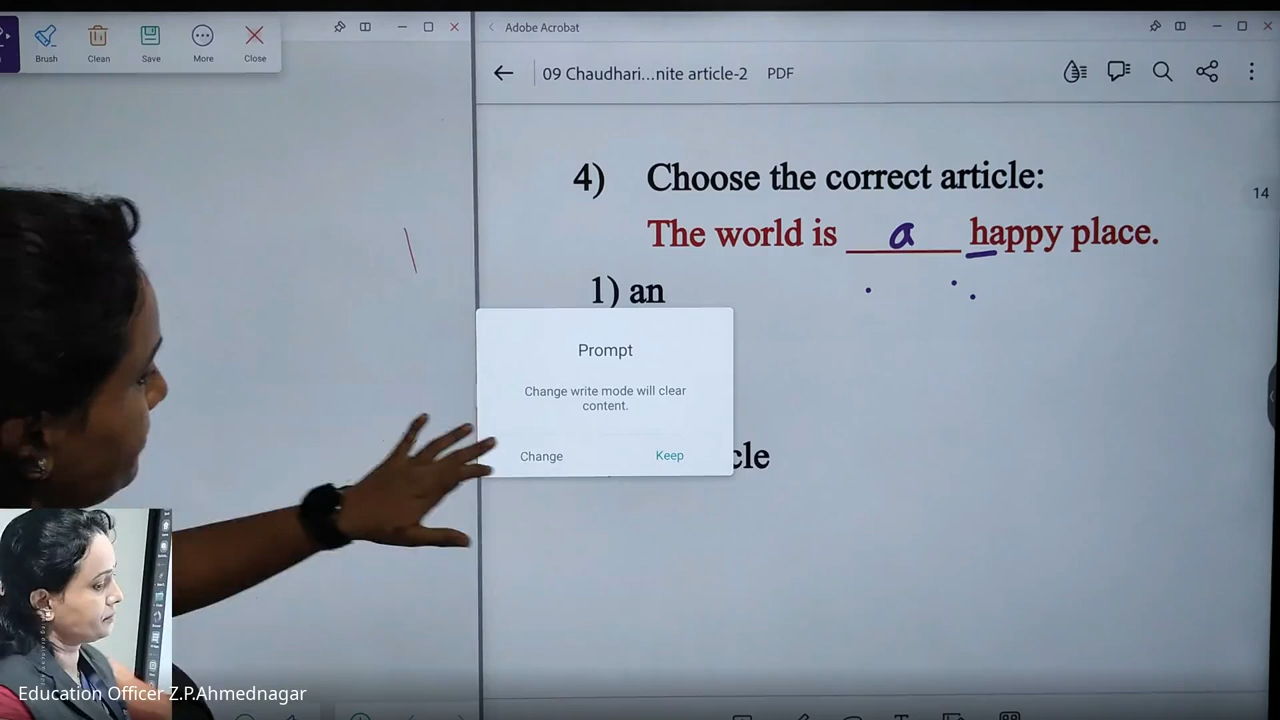 Brush
Clean
Save
More
Close
Adobe Acrobat
09 Chaudhari...nite article-2 PDF
14
4) Choose the correct article:
The world is a happy place.
1) an
Prompt
Change write mode will clear
content.
Change Keep
cle
Education Officer Z.P.Ahmednagar